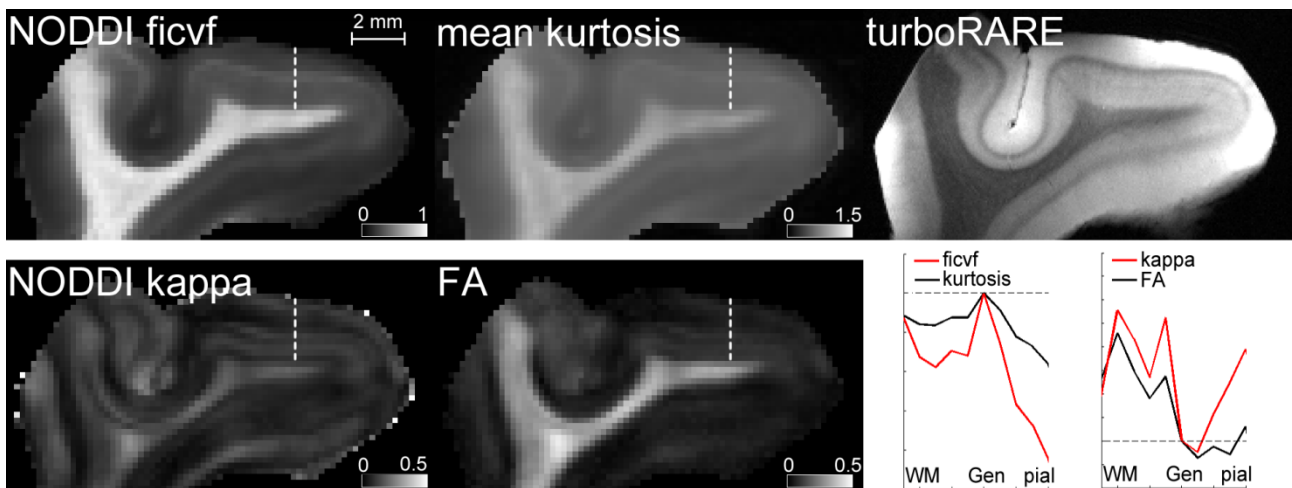 NODDI ficvf
2 mm
mean kurtosis
turboRARE
0 1
0 1.5
NODDI kappa
FA
0 0.5
0 0.5
ficvf
kurtosis
WM Gen pial
kappa
FA
WM Gen pial